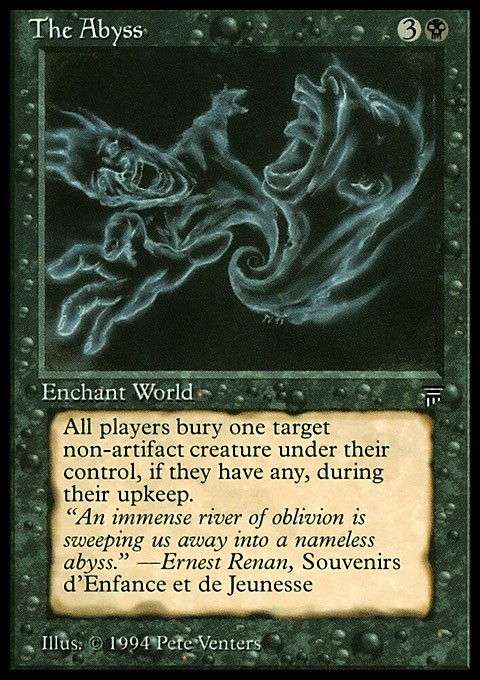 The Abyss 3
Enchant World
All players bury one target
non-artifact creature under their
control, if they have any, during
their upkeep.
“An immense river of oblivion is
sweeping us away into a nameless
abyss.” —Ernest Renan, Souvenirs
d'Enfance et de Jeunesse
Illus. © 1994 Pete Venters